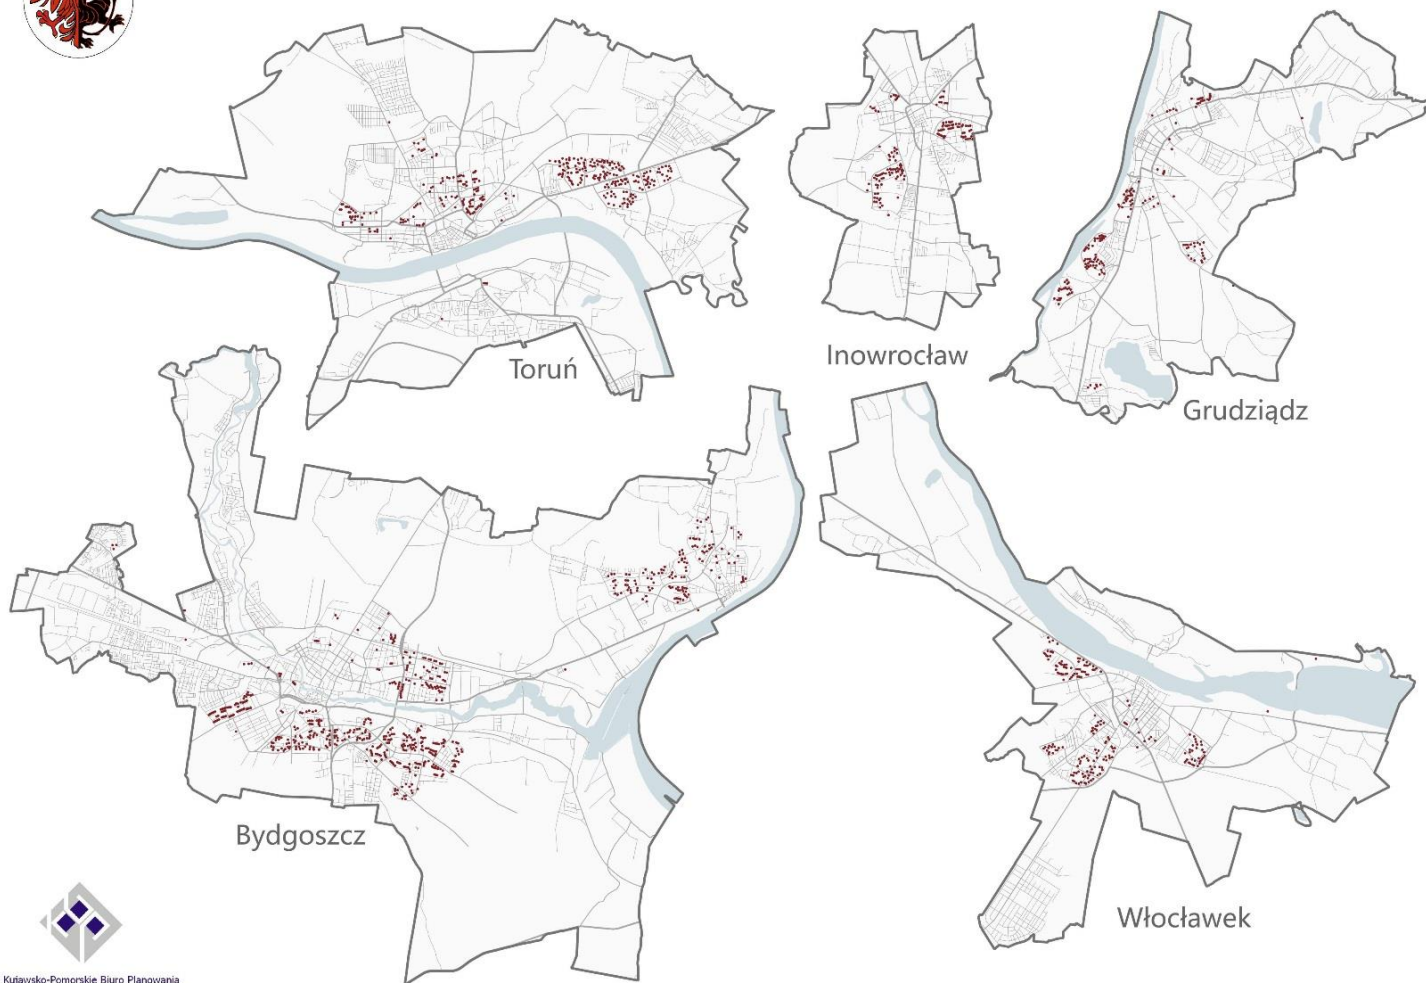 Toruń
Inowrocław
Grudziądz
Bydgoszcz
Włocławek
Kujawsko-Pomorskie Biuro Planowania